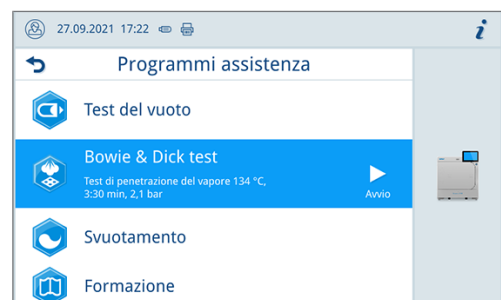 27.09.2021 17:22
i
Programmi assistenza
Test del vuoto
Bowie & Dick test
Test di penetrazione del vapore 134 °C,
3:30 min, 2,1 bar
Avvio
Svuotamento
Formazione